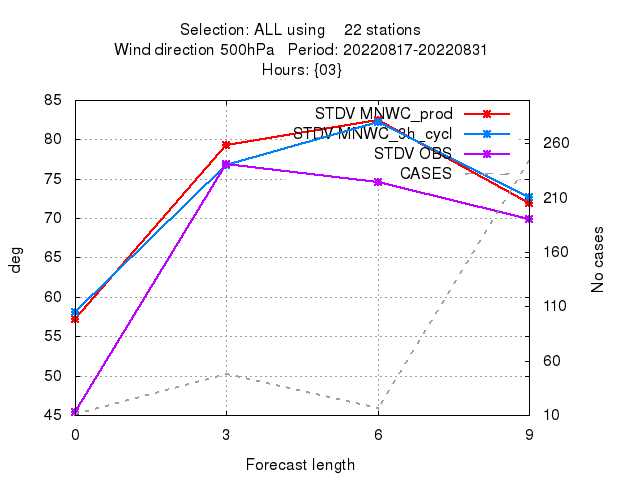 Selection: ALL using    22 stations
Wind direction 500hPa   Period: 20220817-20220831
Hours: {03}
STDV MNWC_prod
STDV MNWC_3h_cycl
STDV OBS
CASES
85
80
75
70
65
60
55
50
45
deg
260
210
160
110
60
10
No cases
0 3 6 9
Forecast length